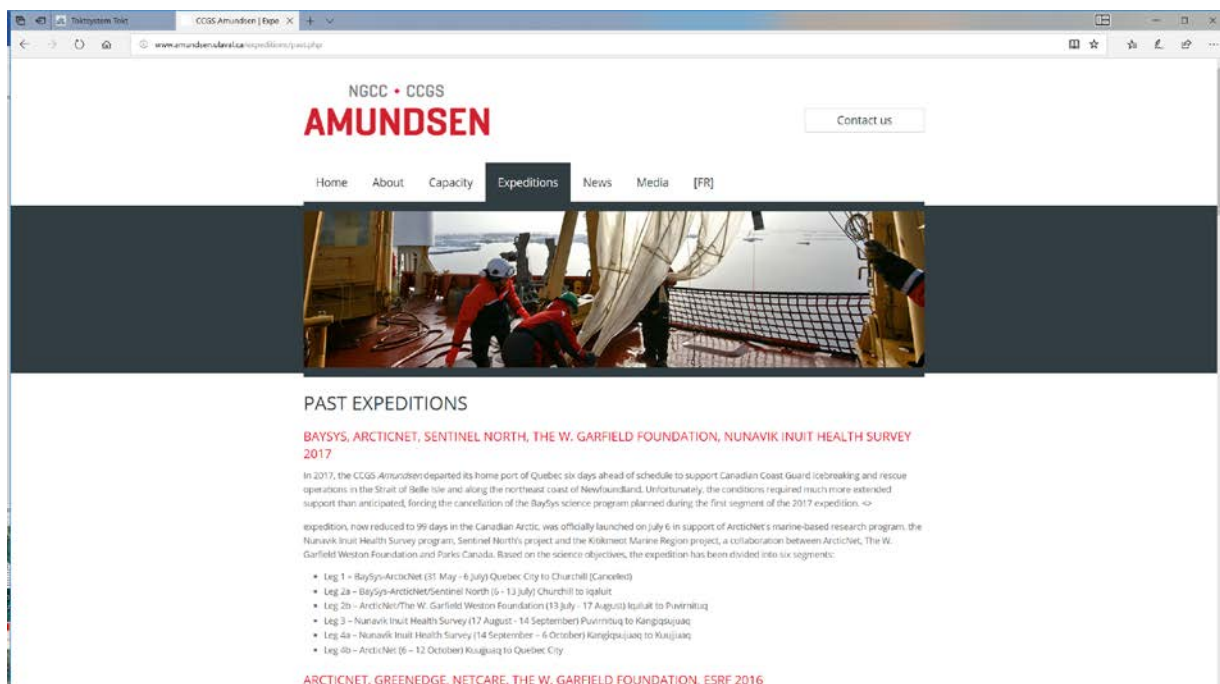 Toktsystem Tokt
CCGS Amundsen | Expe
www.amundsen.ulaval.ca/expeditions/past.php
NGCC • CCGS
AMUNDSEN
Contact us
Home About Capacity Expeditions News Media [FR]
PAST EXPEDITIONS
BAYSYS, ARCTICNET, SENTINEL NORTH, THE W. GARFIELD FOUNDATION, NUNAVIK INUIT HEALTH SURVEY
2017
In 2017, the CCGS Amundsen departed its home port of Quebec six days ahead of schedule to support Canadian Coast Guard icebreaking and rescue
operations in the Strait of Belle Isle and along the northeast coast of Newfoundland. Unfortunately, the conditions required much more extended
support than anticipated, forcing the cancellation of the BaySys science program planned during the first segment of the 2017 expedition. <>
expedition, now reduced to 99 days in the Canadian Arctic, was officially launched on July 6 in support of ArcticNet's marine-based research program, the
Nunavik Inuit Health Survey program, Sentinel North's project and the Kitikmeot Marine Region project, a collaboration between ArcticNet, The W.
Garfield Weston Foundation and Parks Canada. Based on the science objectives, the expedition has been divided into six segments:
• Leg 1 – BaySys-ArcticNet (31 May - 6 July) Quebec City to Churchill [Canceled]
• Leg 2a – BaySys-ArcticNet/Sentinel North (6 - 13 July) Churchill to Iqaluit
• Leg 2b – ArcticNet/The W. Garfield Weston Foundation (13 July - 17 August) Iqaluit to Puvirnituq
• Leg 3 – Nunavik Inuit Health Survey (17 August - 14 September) Puvirnituq to Kangiqsujuaq
• Leg 4a – Nunavik Inuit Health Survey (14 September – 6 October) Kangiqsujuaq to Kuujjuaq
• Leg 4b – ArcticNet (6 – 12 October) Kuujjuaq to Quebec City
ARCTICNET, GREENEDGE, NETCARE, THE W. GARFIELD FOUNDATION, ESRF 2016